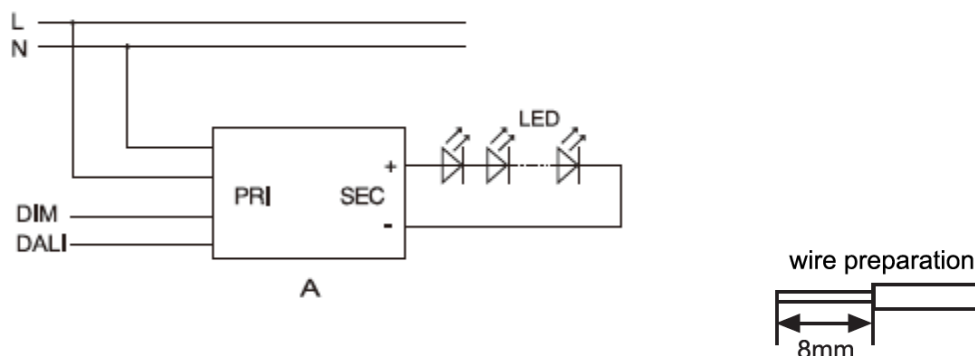 L
N
LED
+
PRI SEC
-
DIM
DALI
A
wire preparation
8mm